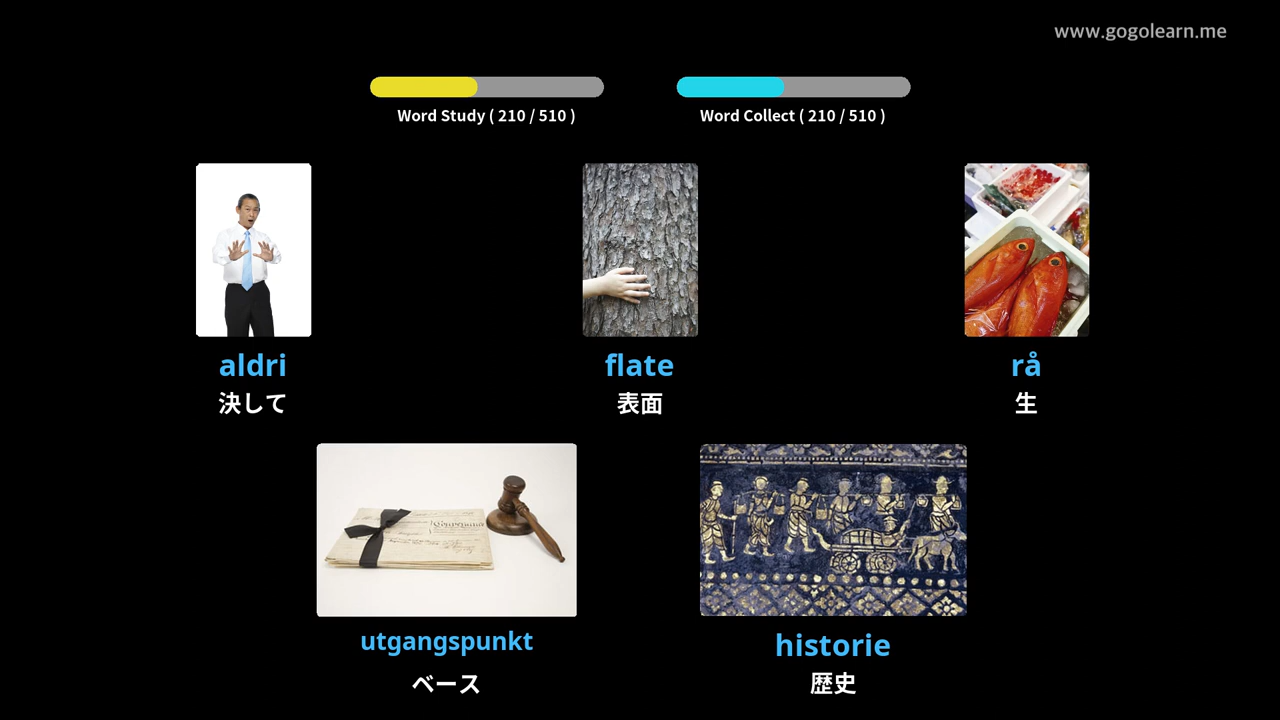 www.gogolearn.me
Word Study ( 210 / 510 )
Word Collect ( 210 / 510 )
aldri
決して
flate
表面
rå
生
utgangspunkt
ベース
historie
歴史